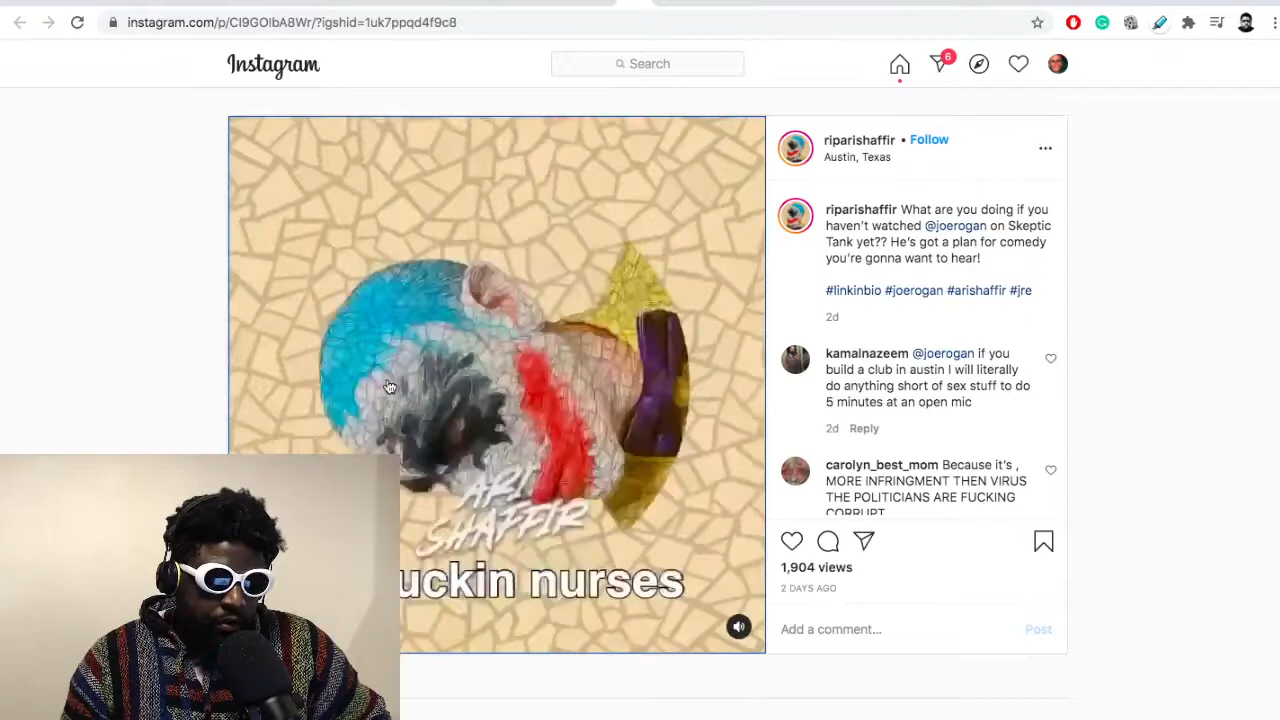 instagram.com/p/CI9GOlbA8Wr/?igshid=1uk7ppqd4f9c8
Instagram
Search
6
riparishaffir • Follow
Austin, Texas
riparishaffir What are you doing if you
haven't watched @joerogan on Skeptic
Tank yet?? He's got a plan for comedy
you're gonna want to hear!
#linkinbio #joerogan #arishaffir #jre
2d
kamalnazeem @joerogan if you
build a club in austin I will literally
do anything short of sex stuff to do
5 minutes at an open mic
2d Reply
carolyn_best_mom Because it's ,
MORE INFRINGMENT THEN VIRUS
THE POLITICIANS ARE FUCKING
CORRUPT
1,904 views
2 DAYS AGO
Add a comment...
Post
ARI
SHAFFIR
uckin nurses